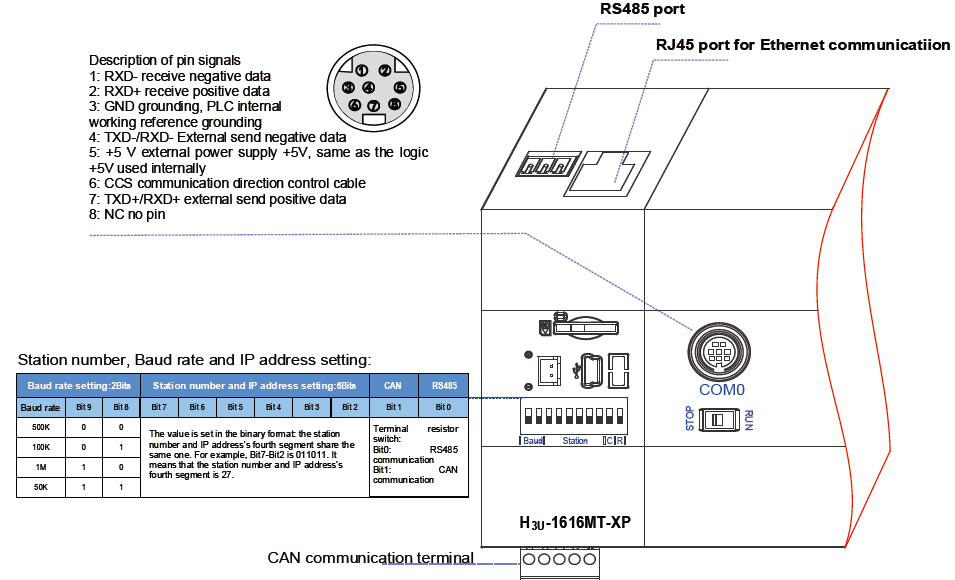 RS485 port
RJ45 port for Ethernet communicatiion
Description of pin signals
1: RXD- receive negative data
2: RXD+ receive positive data
3: GND grounding, PLC internal
working reference grounding
4: TXD-/RXD- External send negative data
5: +5 V external power supply +5V, same as the logic
+5V used internally
6: CCS communication direction control cable
7: TXD+/RXD+ external send positive data
8: NC no pin
1 2
3 4 5
6 7 8
Station number, Baud rate and IP address setting:
Baud rate setting:2Bits Station number and IP address setting:6Bits CAN RS485
Baud rate Bit 9 Bit 8 Bit 7 Bit 6 Bit 5 Bit 4 Bit 3 Bit 2 Bit 1 Bit 0
500K 0 0
100K 0 1
1M 1 0
50K 1 1
The value is set in the binary format: the station
number and IP address's fourth segment share the
same one. For example, Bit7-Bit2 is 011011. It
means that the station number and IP address's
fourth segment is 27.
Terminal resistor
switch:
Bit0: RS485
communication
Bit1: CAN
communication
COM0
STOP
RUN
Baud Station C R
H3U-1616MT-XP
CAN communication terminal